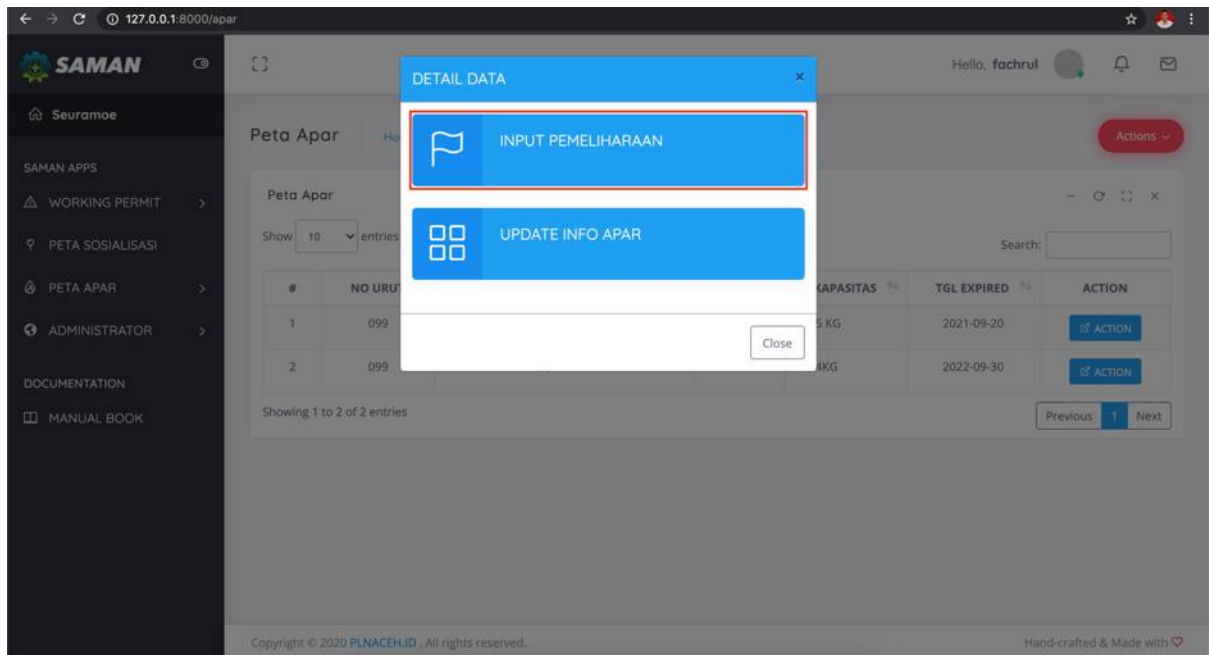 127.0.0.1:8000/apar
SAMAN
Hello, fachrul
DETAIL DATA ×
Seuramoe
Peta Apar
Actions
INPUT PEMELIHARAAN
SAMAN APPS
WORKING PERMIT
Peta Apar
PETA SOSIALISASI
Show 10 entries
UPDATE INFO APAR
Search:
PETA APAR
# NO URUT KAPASITAS TGL EXPIRED ACTION
ADMINISTRATOR
1 099 KG 2021-09-20 ACTION
Close
2 099 4KG 2022-09-30 ACTION
DOCUMENTATION
MANUAL BOOK
Showing 1 to 2 of 2 entries
Previous 1 Next
Copyright © 2020 PLNACEH.ID , All rights reserved.
Hand-crafted & Made with